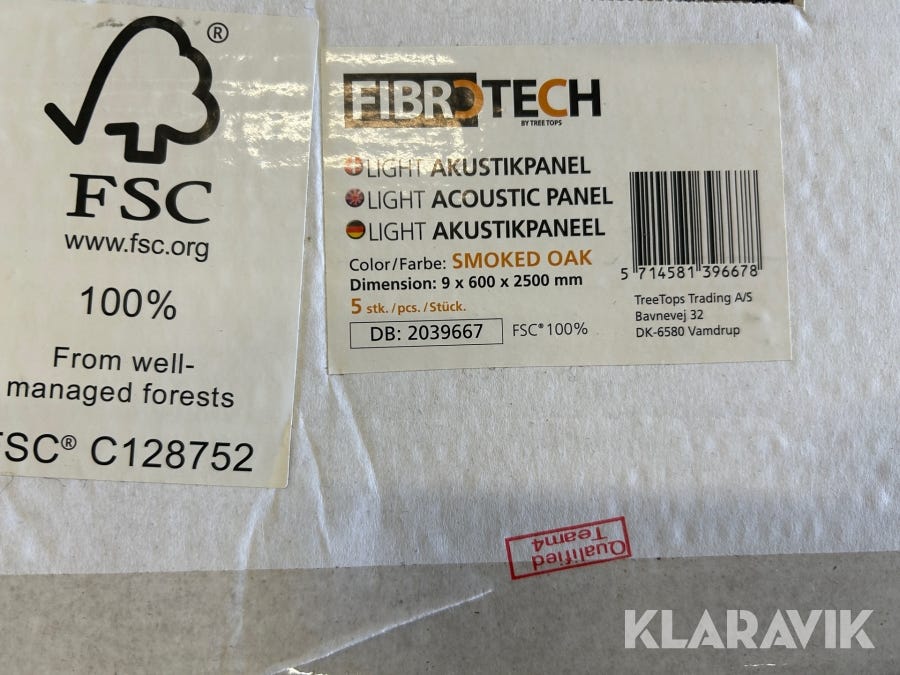 ®
FSC
www.fsc.org
100%
From well-
managed forests
FSC® C128752
FIBROTECH
BY TREE TOPS
LIGHT AKUSTIKPANEL
LIGHT ACOUSTIC PANEL
LIGHT AKUSTIKPANEEL
Color/Farbe: SMOKED OAK
Dimension: 9 x 600 x 2500 mm
5 stk./pcs./Stück.
DB: 2039667 FSC® 100%
5 714581 396678
TreeTops Trading A/S
Bavnevej 32
DK-6580 Vamdrup
Qualified
Team4
KLARAVIK